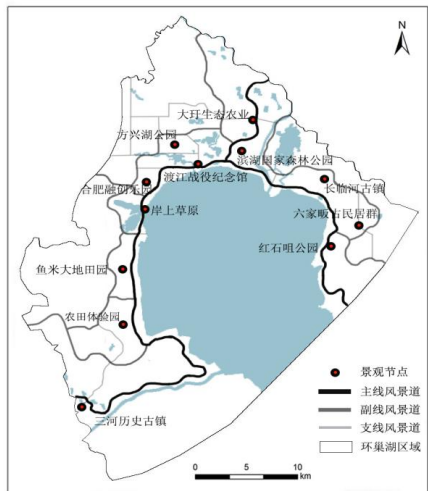 N
大圩生态农业
方兴湖公园
滨湖国家森林公园
渡江战役纪念馆
合肥融创乐园
长临河古镇
岸上草原
六家畈古民居群
红石咀公园
鱼米大地田园
农田体验园
三河历史古镇
景观节点
主线风景道
副线风景道
支线风景道
环巢湖区域
0 5 10
km